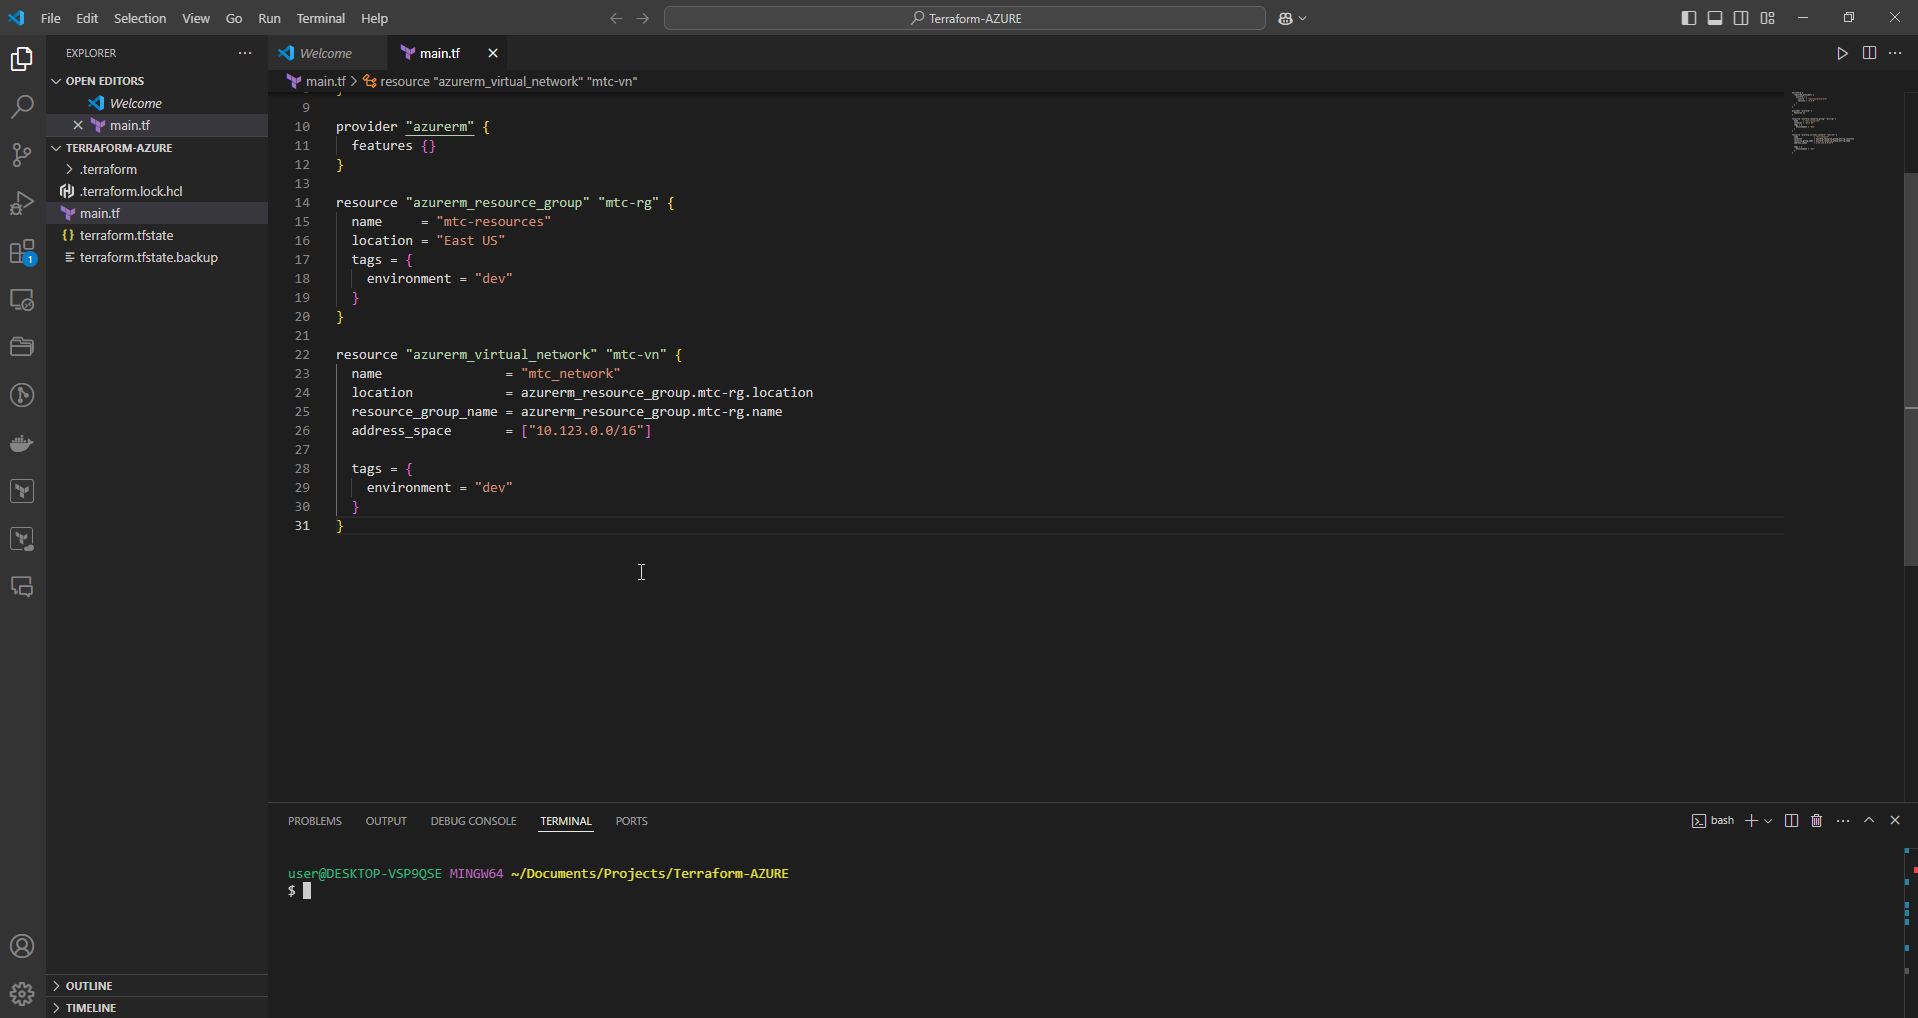 File Edit Selection View Go Run Terminal Help
Terraform-AZURE
EXPLORER
OPEN EDITORS
Welcome
main.tf
TERRAFORM-AZURE
.terraform
.terraform.lock.hcl
main.tf
terraform.tfstate
terraform.tfstate.backup
OUTLINE
TIMELINE
1
Welcome
main.tf
main.tf > resource "azurerm_virtual_network" "mtc-vn"
9
10 provider "azurerm" {
11   features {}
12 }
13
14 resource "azurerm_resource_group" "mtc-rg" {
15   name     = "mtc-resources"
16   location = "East US"
17   tags = {
18     environment = "dev"
19   }
20 }
21
22 resource "azurerm_virtual_network" "mtc-vn" {
23   name                = "mtc_network"
24   location            = azurerm_resource_group.mtc-rg.location
25   resource_group_name = azurerm_resource_group.mtc-rg.name
26   address_space       = ["10.123.0.0/16"]
27
28   tags = {
29     environment = "dev"
30   }
31 }
PROBLEMS OUTPUT DEBUG CONSOLE TERMINAL PORTS
bash
user@DESKTOP-VSP9QSE MINGW64 ~/Documents/Projects/Terraform-AZURE
$